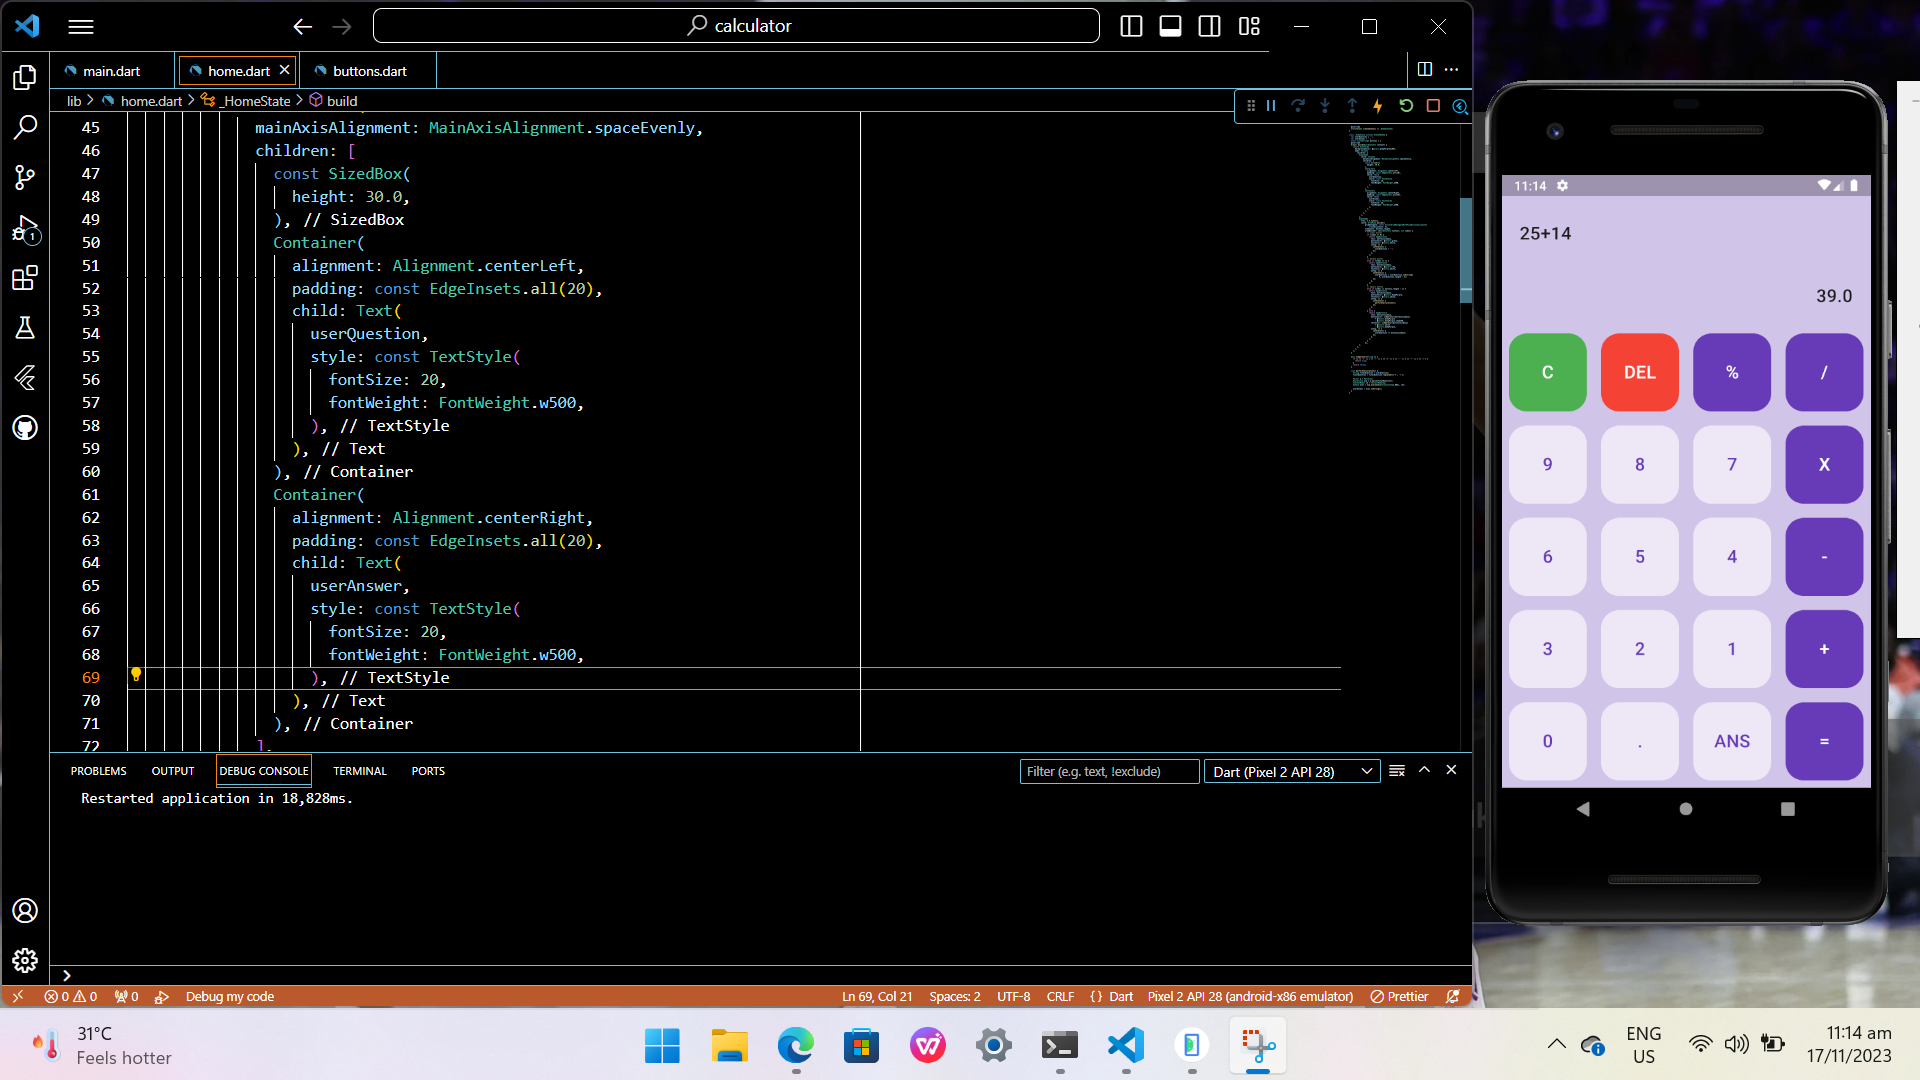 calculator
main.dart
home.dart
buttons.dart
lib
home.dart
_HomeState
build
45 mainAxisAlignment: MainAxisAlignment.spaceEvenly,
46 children: [
47 const SizedBox(
48 height: 30.0,
49 ), // SizedBox
50 Container(
51 alignment: Alignment.centerLeft,
52 padding: const EdgeInsets.all(20),
53 child: Text(
54 userQuestion,
55 style: const TextStyle(
56 fontSize: 20,
57 fontWeight: FontWeight.w500,
58 ), // TextStyle
59 ), // Text
60 ), // Container
61 Container(
62 alignment: Alignment.centerRight,
63 padding: const EdgeInsets.all(20),
64 child: Text(
65 userAnswer,
66 style: const TextStyle(
67 fontSize: 20,
68 fontWeight: FontWeight.w500,
69 ), // TextStyle
70 ), // Text
71 ), // Container
72 ],
1
PROBLEMS OUTPUT DEBUG CONSOLE TERMINAL PORTS
Filter (e.g. text, !exclude)
Dart (Pixel 2 API 28)
Restarted application in 18,828ms.
0 0 0 Debug my code
Ln 69, Col 21 Spaces: 2 UTF-8 CRLF {} Dart Pixel 2 API 28 (android-x86 emulator) Prettier
11:14
25+14
39.0
C DEL % /
9 8 7 X
6 5 4 -
3 2 1 +
0 . ANS =
31°C
Feels hotter
ENG
US
11:14 am
17/11/2023